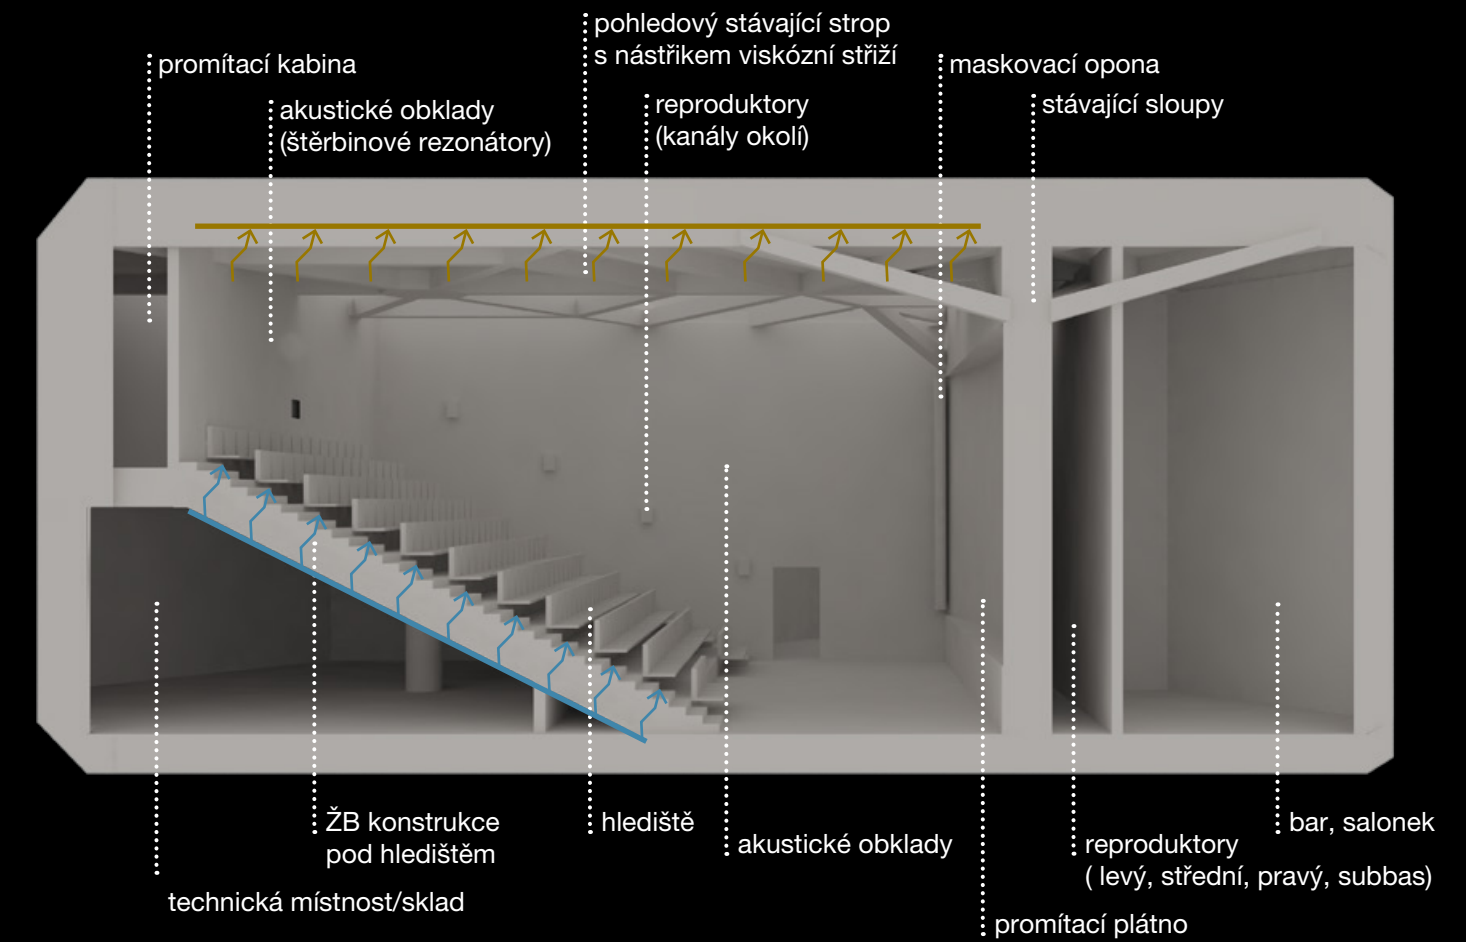 pohledový stávající strop
s nástřikem viskózní střiží
promítací kabina
maskovací opona
akustické obklady
(štěrbinové rezonátory)
reproduktory
(kanály okolí)
stávající sloupy
ŽB konstrukce
pod hledištěm
hlediště
akustické obklady
bar, salonek
reproduktory
( levý, střední, pravý, subbas)
technická místnost/sklad
promítací plátno